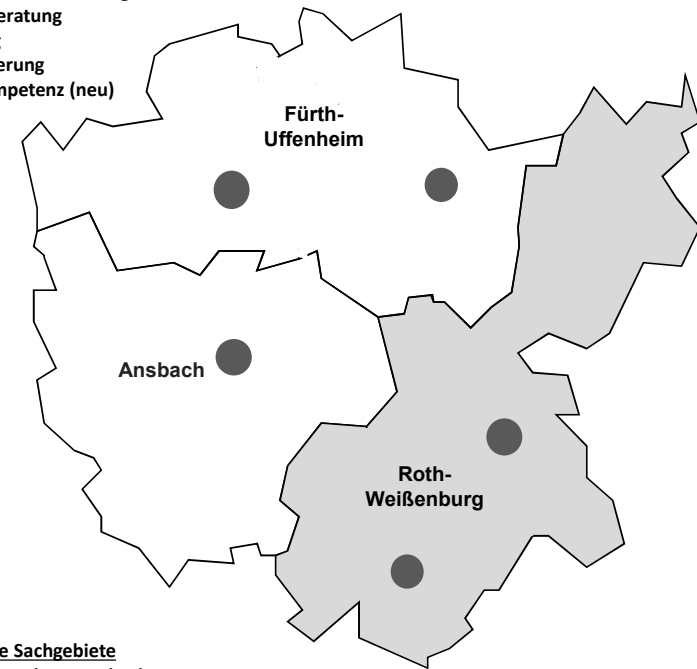 eratung
erung
mpetenz (neu)
Fürth-
Uffenheim
Ansbach
Roth-
Weißenburg
e Sachgebiete